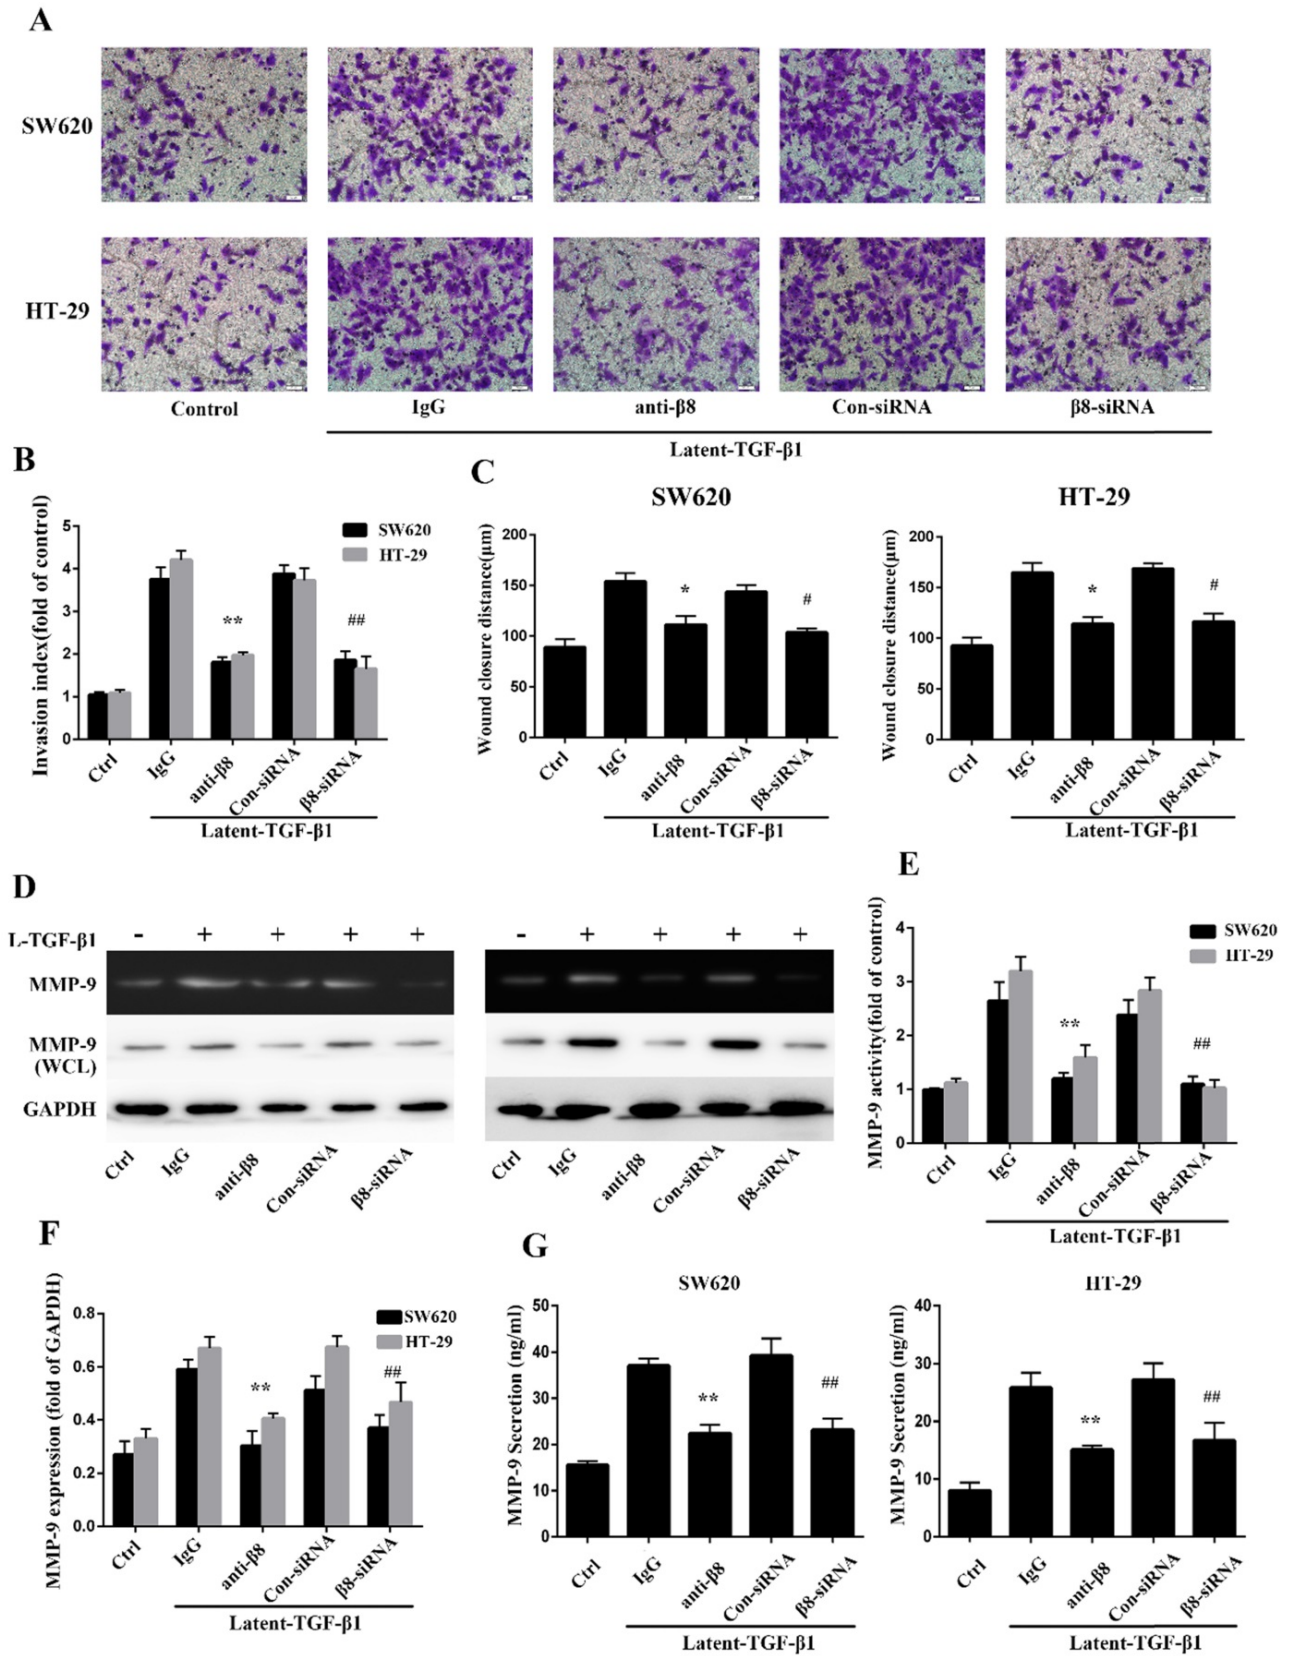 A
SW620
HT-29
Control IgG anti-β8 Con-siRNA β8-siRNA
Latent-TGF-β1
B
Invasion index(fold of control)
5
4
3
2
1
0
SW620
HT-29
**
##
Ctrl IgG anti-β8 Con-siRNA β8-siRNA
Latent-TGF-β1
C
SW620
Wound closure distance(μm)
200
150
100
50
0
*
#
Ctrl IgG anti-β8 Con-siRNA β8-siRNA
Latent-TGF-β1
HT-29
Wound closure distance(μm)
200
150
100
50
0
*
#
Ctrl IgG anti-β8 Con-siRNA β8-siRNA
Latent-TGF-β1
D
L-TGF-β1 - + + + + - + + + +
MMP-9
MMP-9
(WCL)
GAPDH
Ctrl IgG anti-β8 Con-siRNA β8-siRNA Ctrl IgG anti-β8 Con-siRNA β8-siRNA
E
MMP-9 activity(fold of control)
4
3
2
1
0
SW620
HT-29
**
##
Ctrl IgG anti-β8 Con-siRNA β8-siRNA
Latent-TGF-β1
F
MMP-9 expression (fold of GAPDH)
0.8
0.6
0.4
0.2
0.0
SW620
HT-29
**
##
Ctrl IgG anti-β8 Con-siRNA β8-siRNA
Latent-TGF-β1
G
SW620
MMP-9 Secretion (ng/ml)
50
40
30
20
10
0
**
##
Ctrl IgG anti-β8 Con-siRNA β8-siRNA
Latent-TGF-β1
HT-29
MMP-9 Secretion (ng/ml)
40
30
20
10
0
**
##
Ctrl IgG anti-β8 Con-siRNA β8-siRNA
Latent-TGF-β1